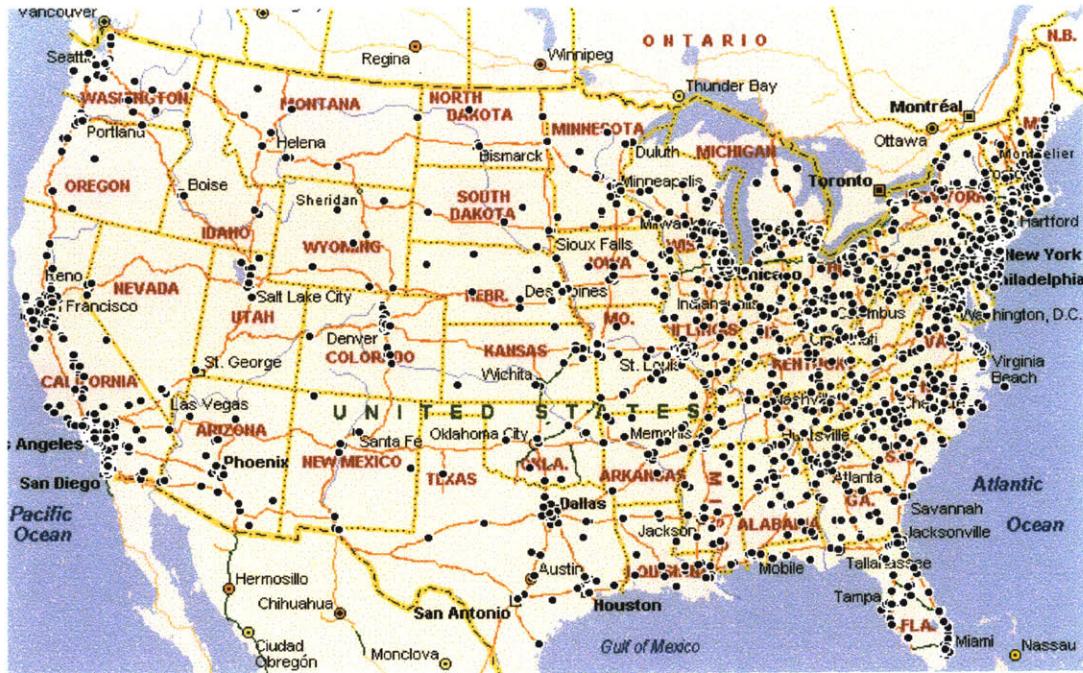 Vancouver
Regina
Winnipeg
ONTARIO
N.B.
Thunder Bay
Montréal
Ottawa
WASHINGTON
MONTANA
NORTH
DAKOTA
MINNESOTA
Portland
Helena
Bismarck
Duluth
MICHIGAN
Toronto
OREGON
Boise
Sheridan
SOUTH
DAKOTA
Minneapolis
Hartford
IDAHO
WYOMING
Sioux Falls
IOWA
WIS
New York
NEVADA
Salt Lake City
NEBR.
Chicago
Francisco
UTAH
MO.
ILLINOIS
Washington, D.C.
Denver
COLORADO
KANSAS
St. George
Wichita
St. Louis
KENTUCKY
VA
Virginia
Beach
CALIFORNIA
Las Vegas
UNITED STATES
ARIZONA
Santa Fé
Oklahoma City
Memphis
Huntsville
s Angeles
Phoenix
NEW MEXICO
TEXAS
OKLA.
ARKANSAS
Atlanta
San Diego
GA.
Atlantic
Ocean
Pacific
Ocean
Dallas
Jackson
ALABAMA
Savannah
Jacksonville
Mobile
Tallahassee
Hermosillo
Austin
Tampa
Chihuahua
San Antonio
Houston
FLA.
Ciudad
Obregón
Monclova
Gulf of Mexico
Miami
Nassau